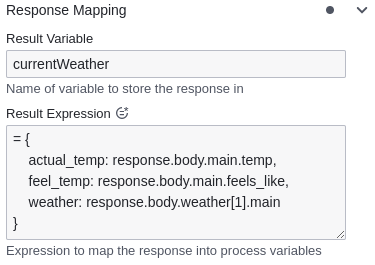 Response Mapping
Result Variable
currentWeather
Name of variable to store the response in
Result Expression
= {
    actual_temp: response.body.main.temp,
    feel_temp: response.body.main.feels_like,
    weather: response.body.weather[1].main
}
Expression to map the response into process variables